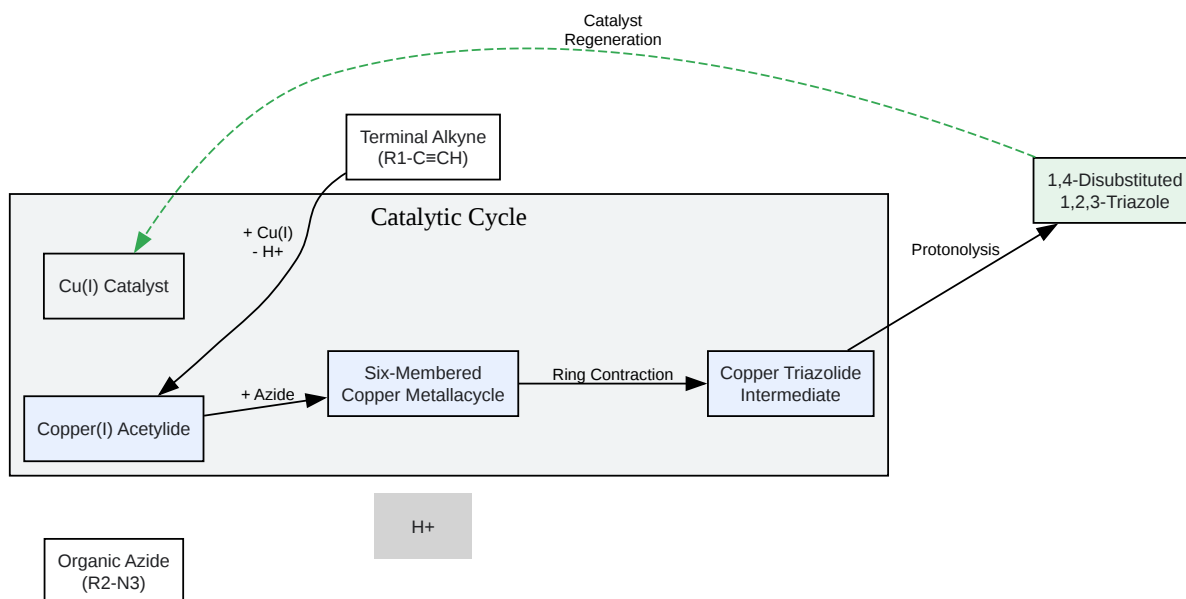 Catalyst
Regeneration
Terminal Alkyne
(R1-C≡CH)
1,4-Disubstituted
1,2,3-Triazole
Catalytic Cycle
+ Cu(I)
- H+
Protonolysis
Cu(I) Catalyst
Six-Membered
Copper Metallacycle
Ring Contraction
Copper Triazolide
Intermediate
+ Azide
Copper(I) Acetylide
H+
Organic Azide
(R2-N3)